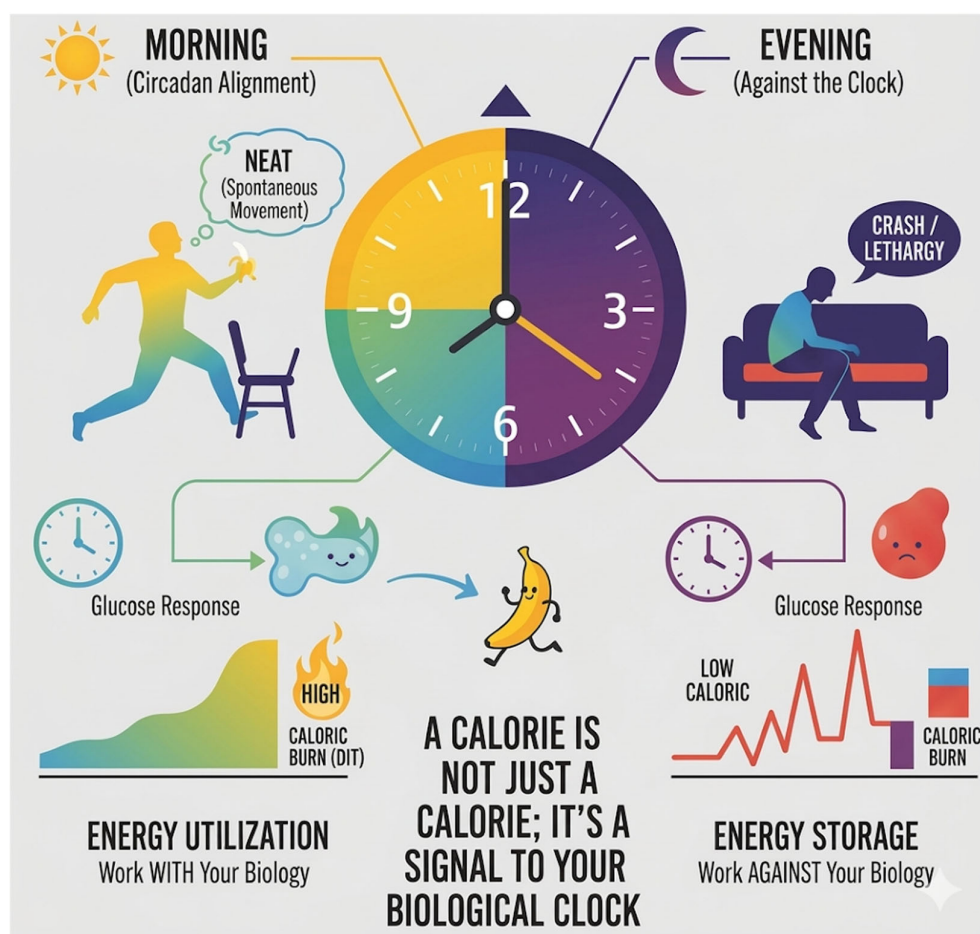 MORNING
(Circadan Alignment)
EVENING
(Against the Clock)
NEAT
(Spontaneous
Movement)
12
3
6
9
CRASH /
LETHARGY
Glucose Response
HIGH
CALORIC
BURN (DIT)
ENERGY UTILIZATION
Work WITH Your Biology
A CALORIE IS
NOT JUST A
CALORIE; IT'S A
SIGNAL TO YOUR
BIOLOGICAL CLOCK
Glucose Response
LOW
CALORIC
CALORIC
BURN
ENERGY STORAGE
Work AGAINST Your Biology